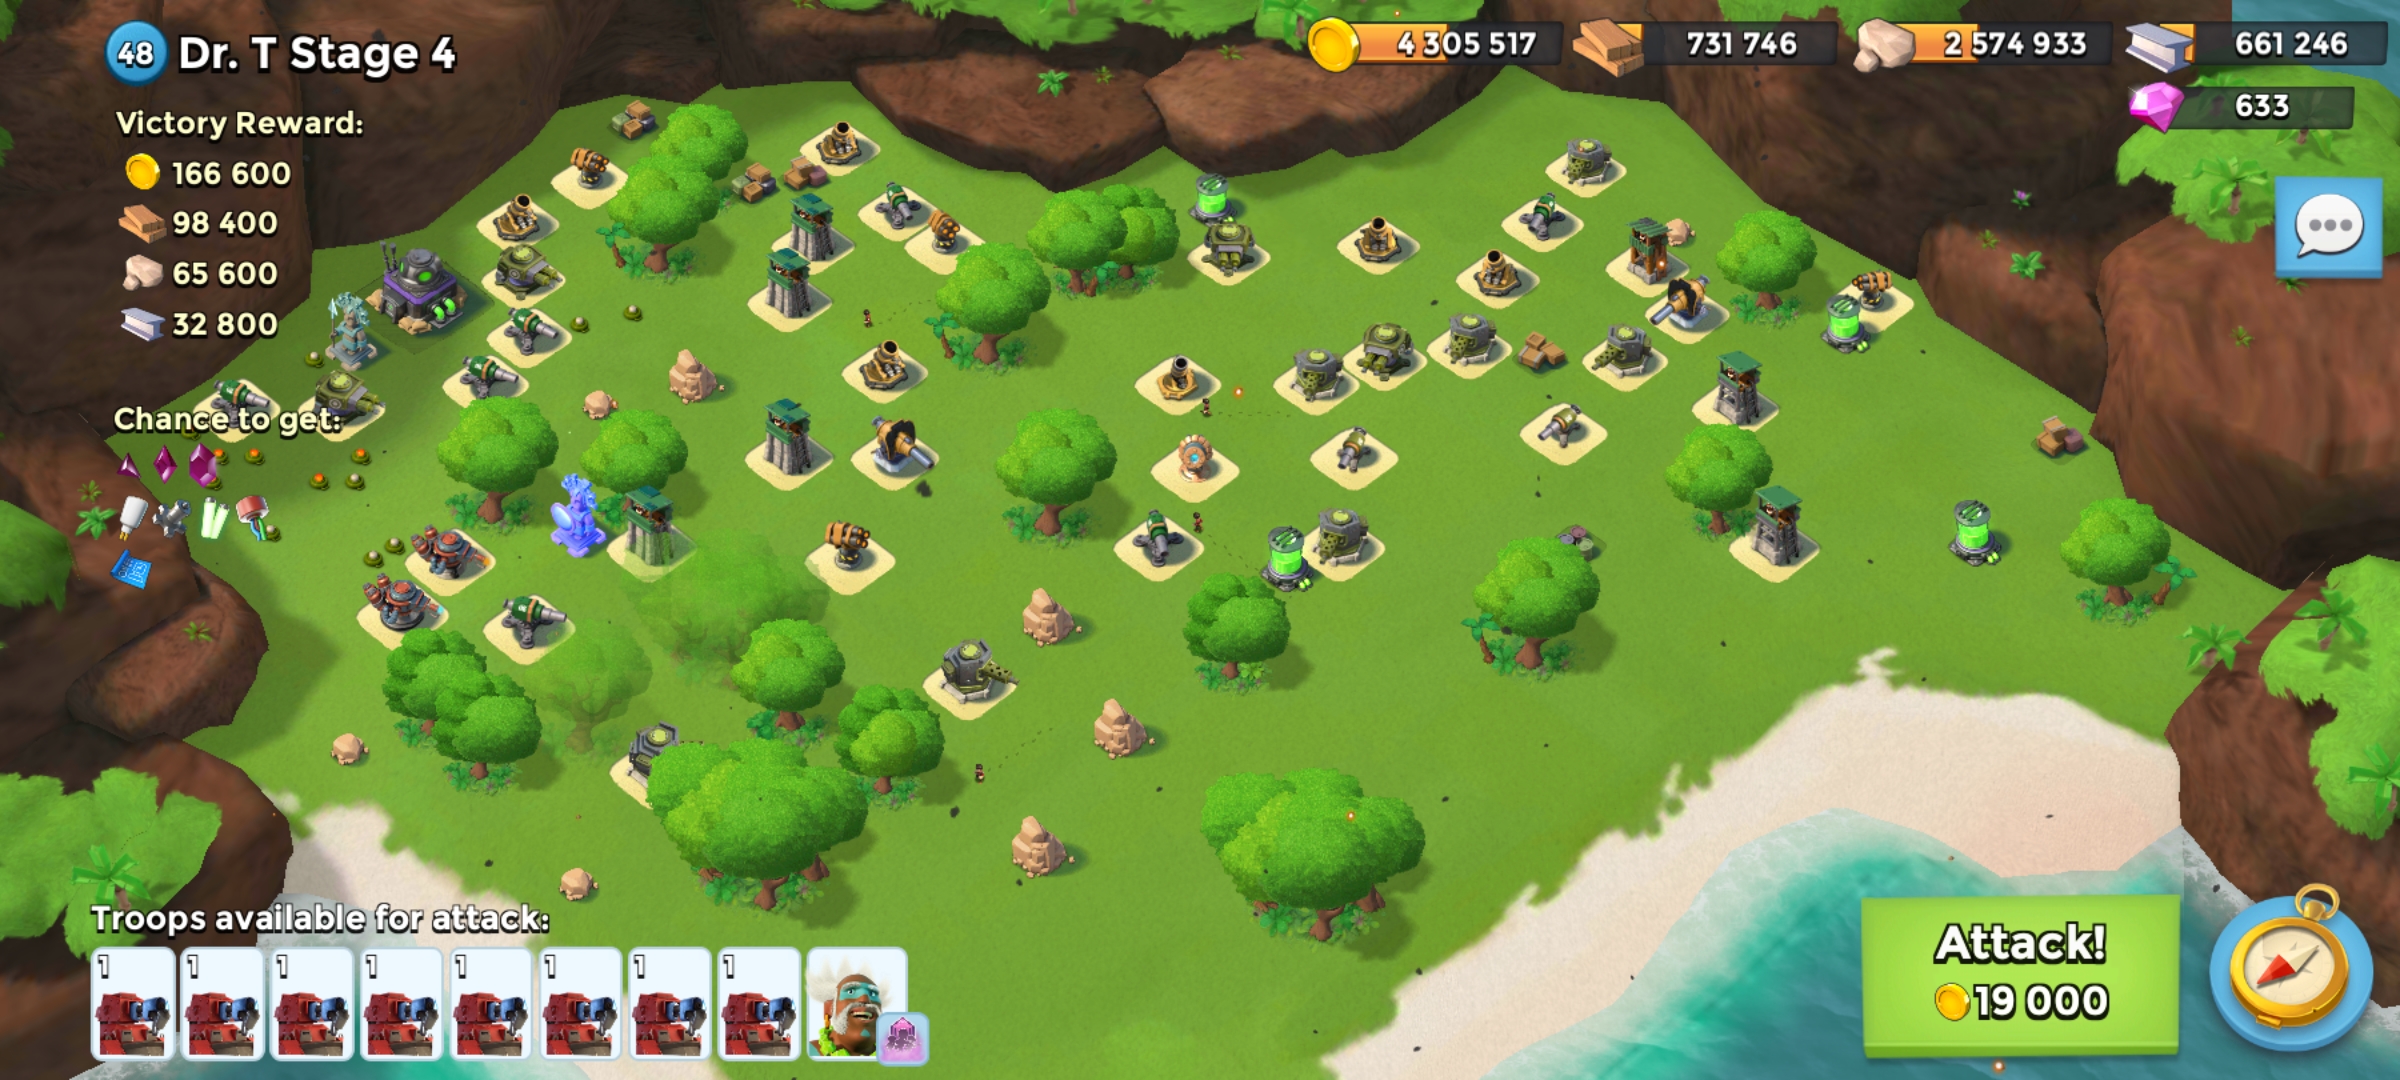 48 Dr. T Stage 4
4 305 517
731 746
2 574 933
661 246
633
Victory Reward:
166 600
98 400
65 600
32 800
Chance to get:
Troops available for attack:
1 1 1 1 1 1 1 1
Attack!
19 000